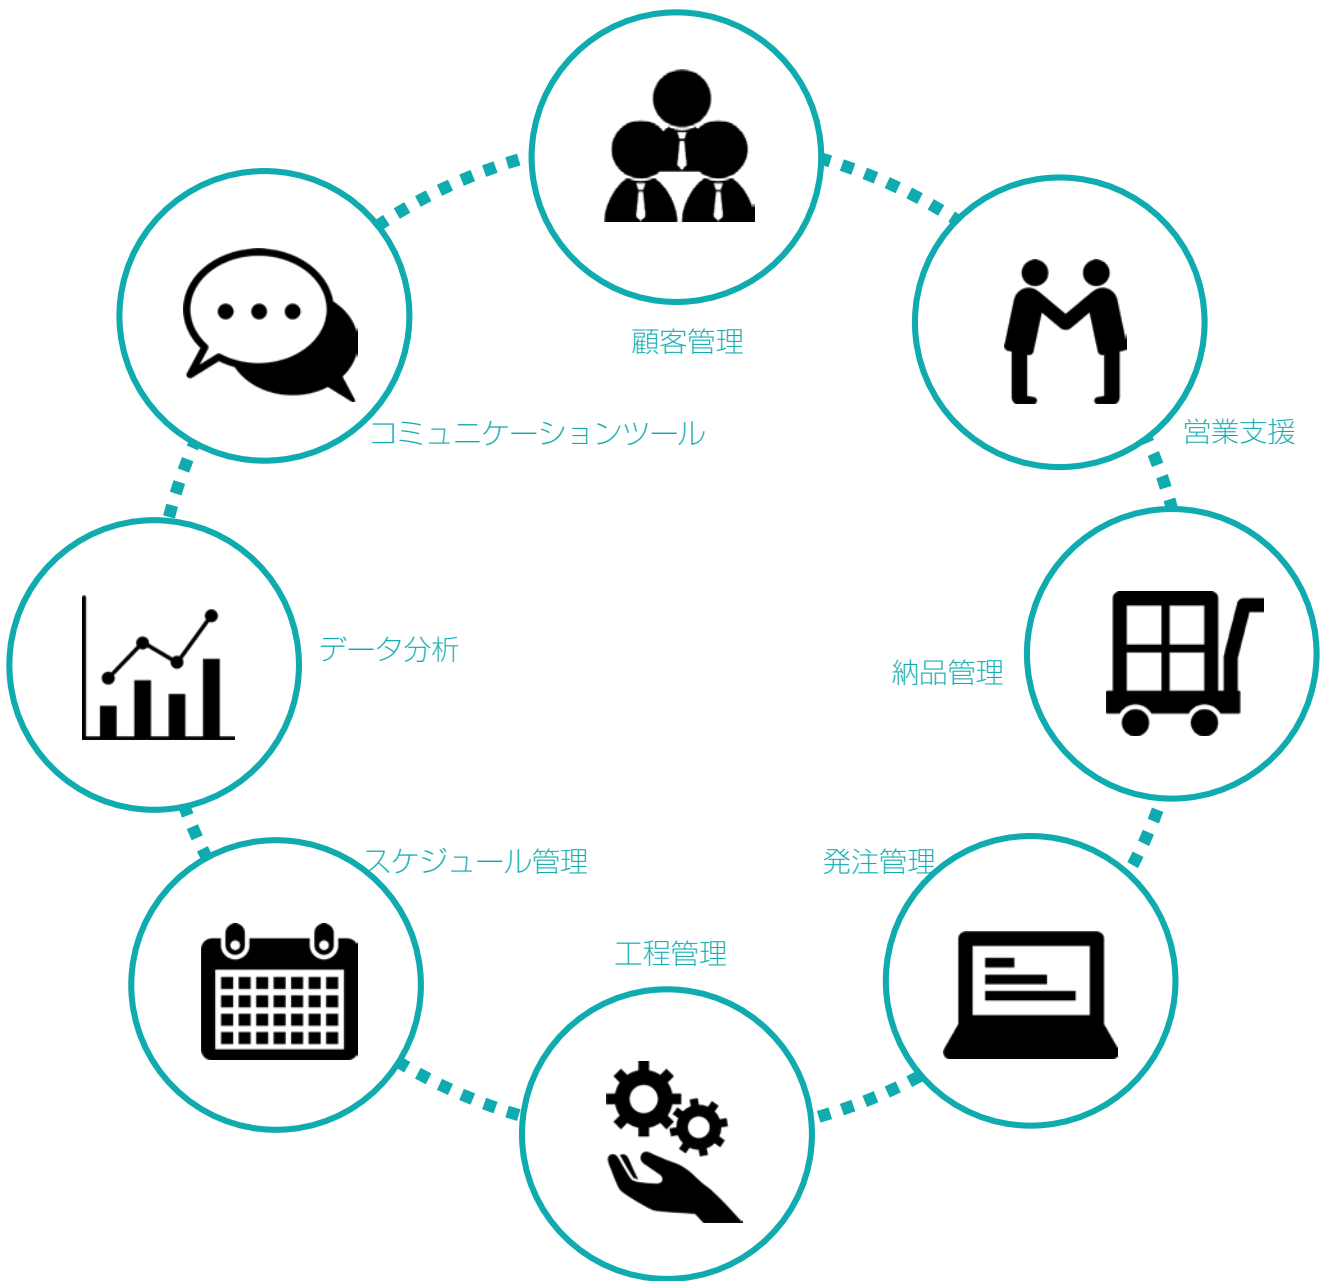 顧客管理
営業支援
コミュニケーションツール
データ分析
納品管理
スケジュール管理
発注管理
工程管理